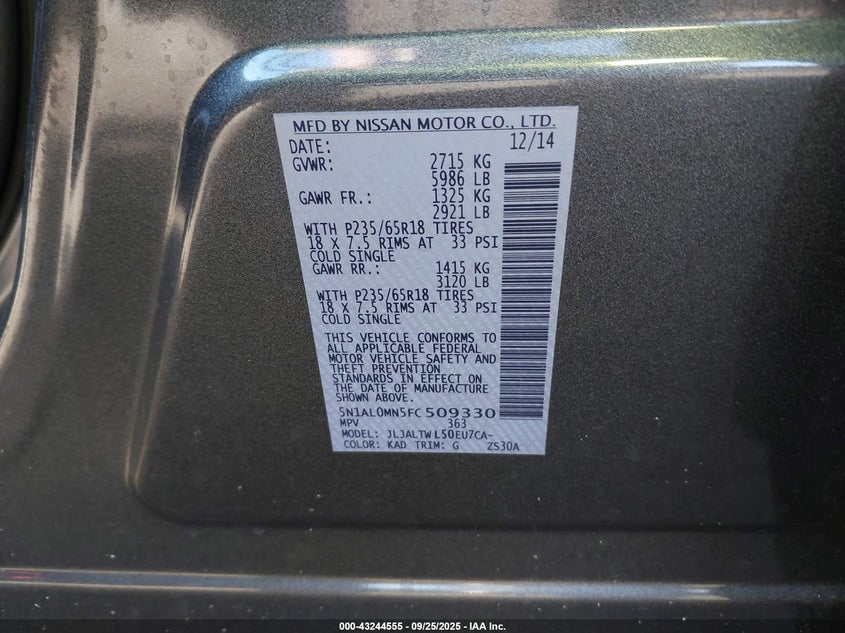 MFD BY NISSAN MOTOR CO., LTD.
DATE: 12/14
GVWR: 2715 KG
5986 LB
GAWR FR.: 1325 KG
2921 LB
WITH P235/65R18 TIRES
18 X 7.5 RIMS AT 33 PSI
COLD SINGLE
GAWR RR.: 1415 KG
3120 LB
WITH P235/65R18 TIRES
18 X 7.5 RIMS AT 33 PSI
COLD SINGLE
THIS VEHICLE CONFORMS TO
ALL APPLICABLE FEDERAL
MOTOR VEHICLE SAFETY AND
THEFT PREVENTION
STANDARDS IN EFFECT ON
THE DATE OF MANUFACTURE
SHOWN ABOVE.
5N1AL0MN5FC509330
MPV 363
MODEL: JLJALTWL50EU7CA-
COLOR: KAD TRIM: G ZS30A
000-43244555 - 09/25/2025 - IAA Inc.